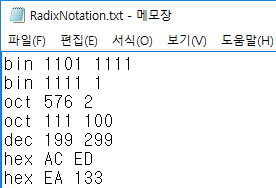 RadixNotation.txt - 메모장
파일(F) 편집(E) 서식(O) 보기(V) 도움말(H)
bin 1101 1111
bin 1111 1
oct 576 2
oct 111 100
dec 199 299
hex AC ED
hex EA 133